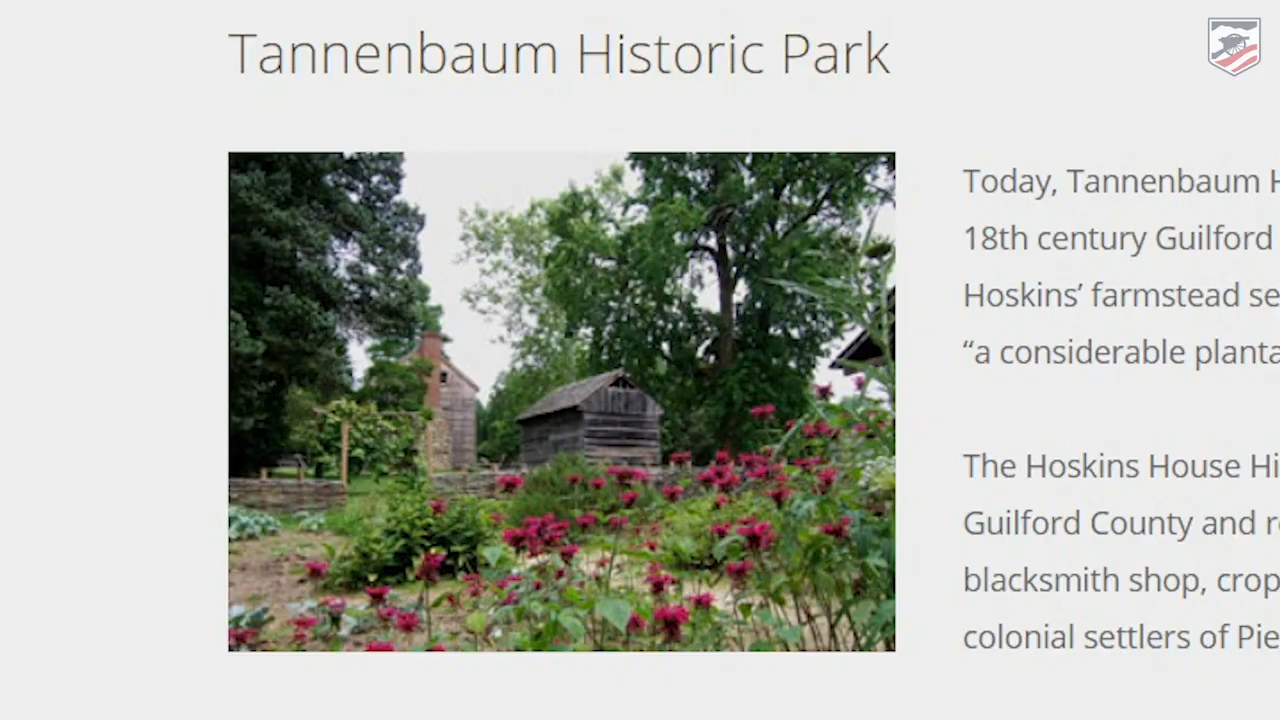 Tannenbaum Historic Park
Today, Tannenbaum
18th century Guilford
Hoskins’ farmstead
“a considerable
The Hoskins House
Guilford County and
blacksmith shop, crop
colonial settlers of